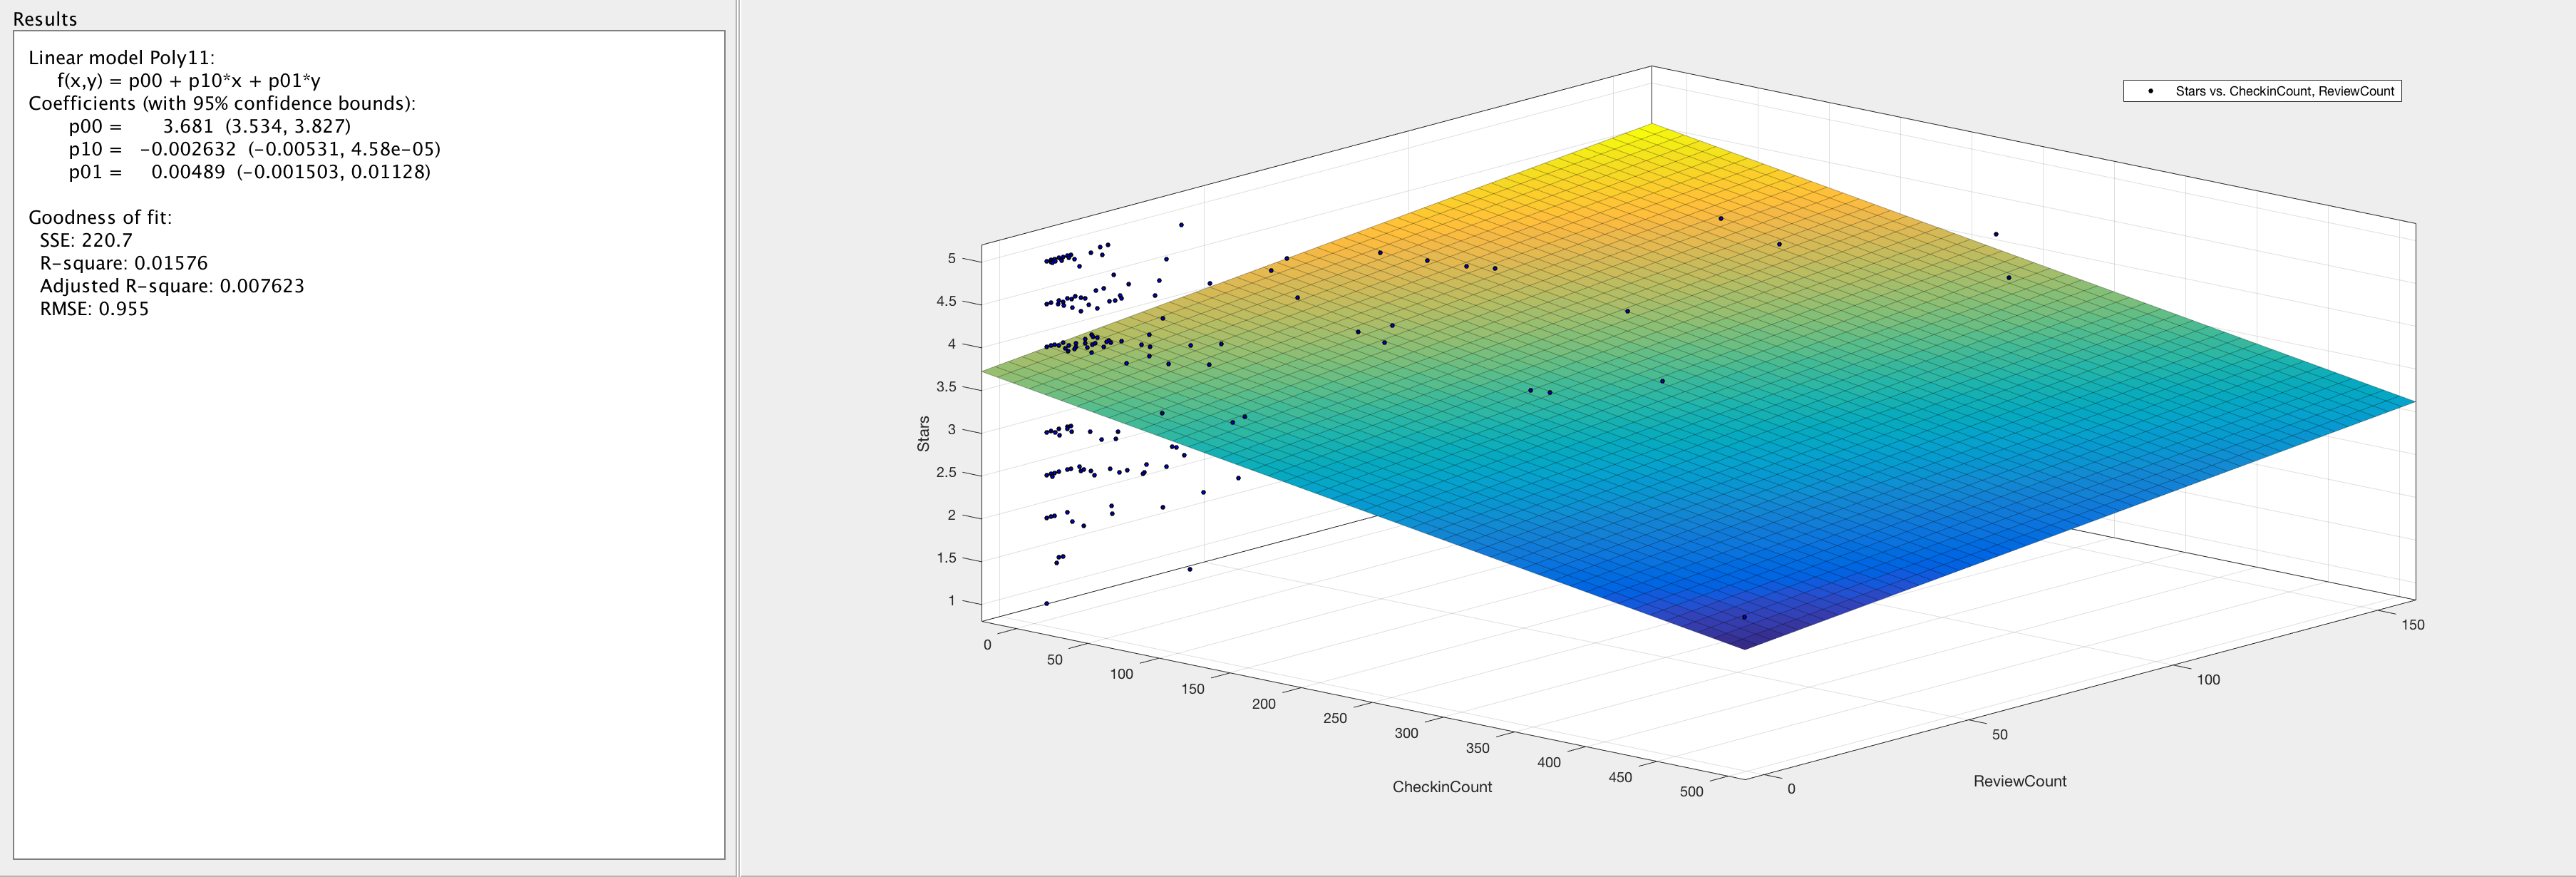 Results
Linear model Poly11:
f(x,y) = p00 + p10*x + p01*y
Coefficients (with 95% confidence bounds):
p00 = 3.681 (3.534, 3.827)
p10 = -0.002632 (-0.00531, 4.58e-05)
p01 = 0.00489 (-0.001503, 0.01128)
Goodness of fit:
SSE: 220.7
R-square: 0.01576
Adjusted R-square: 0.007623
RMSE: 0.955
Stars vs. CheckinCount, ReviewCount
Stars
5
4.5
4
3.5
3
2.5
2
1.5
1
0
50
100
150
200
250
300
350
400
450
500
CheckinCount
0
50
100
150
ReviewCount